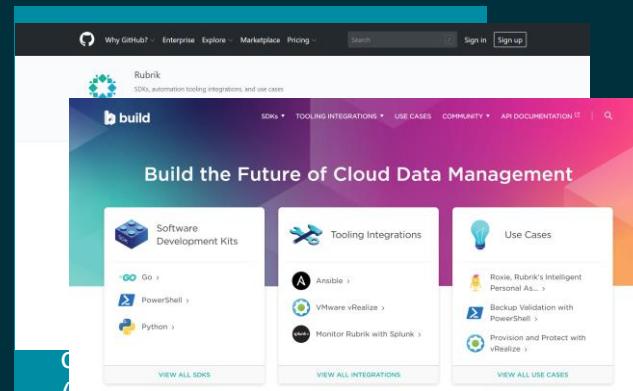 Why GitHub? Enterprise Explore Marketplace Pricing Search Sign in Sign up
Rubrik
SDKs, automation tooling integrations, and use cases
build SDKs TOOLING INTEGRATIONS USE CASES COMMUNITY API DOCUMENTATION
Build the Future of Cloud Data Management
Software
Development Kits
GO Go ›
PowerShell ›
Python ›
VIEW ALL SDKS
Tooling Integrations
Ansible ›
VMware vRealize ›
splunk> Monitor Rubrik with Splunk ›
VIEW ALL INTEGRATIONS
Use Cases
Roxie, Rubrik's Intelligent
Personal As... ›
Backup Validation with
PowerShell ›
Provision and Protect with
vRealize ›
VIEW ALL USE CASES